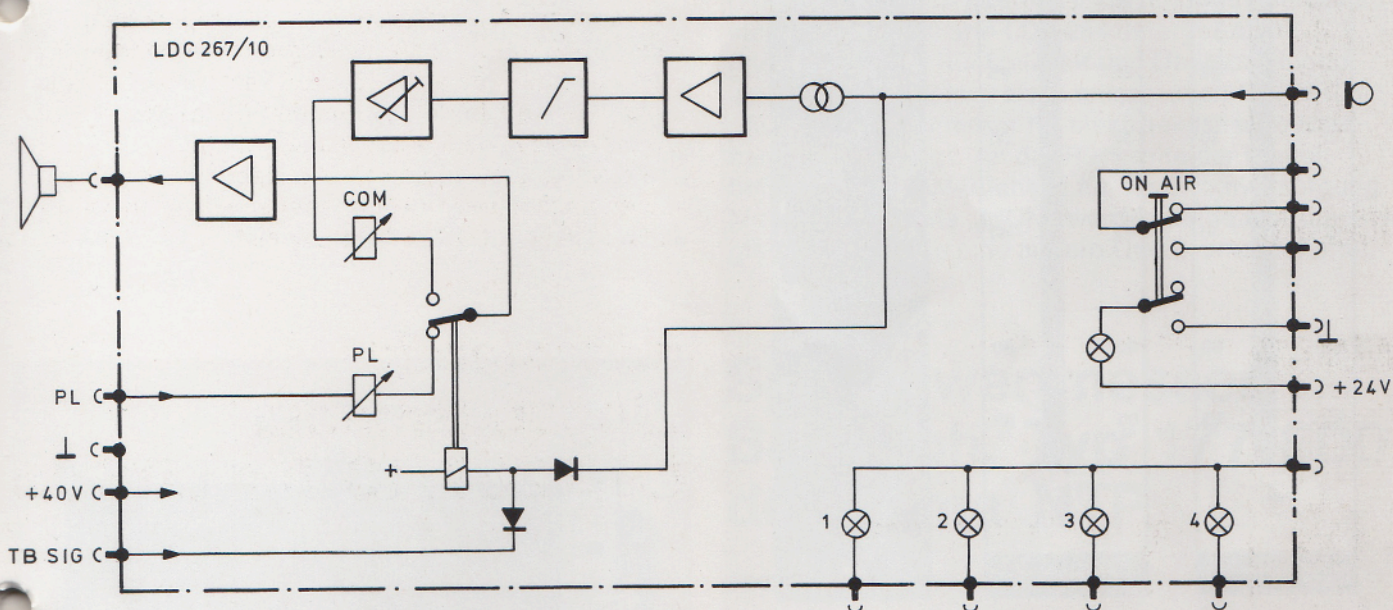 LDC 267/10
COM
ON AIR
PL
PL
+ 24V
+
+40V
1
2
3
4
TB SIG